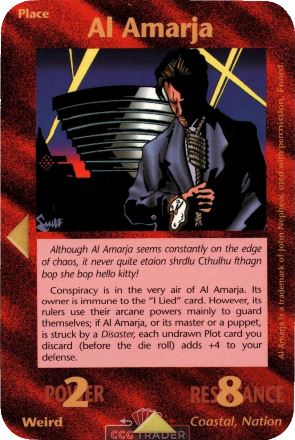 Place
Al Amarja
Although Al Amarja seems constantly on the edge
of chaos, it never quite etaion shrdlu Cthulhu fthagn
bop she bop hello kitty!
Conspiracy is in the very air of Al Amarja. Its
owner is immune to the "I Lied" card. However, its
rulers use their arcane powers mainly to guard
themselves; if Al Amarja, or its master or a puppet,
is struck by a Disaster, each undrawn Plot card you
discard (before the die roll) adds +4 to your
defense.
Al Amarja is a trademark of John Nephew, used with permission. Fnord.
POWER 2
RESISTANCE 8
CCG TRADER
Weird
Coastal, Nation